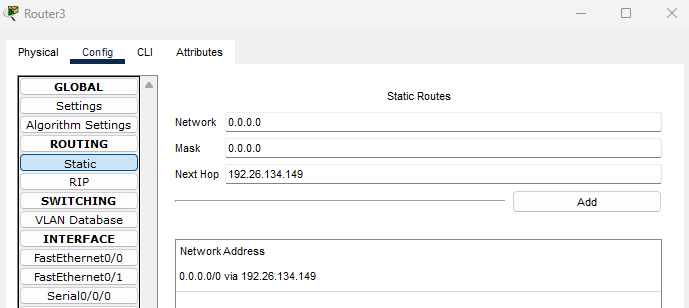 Router3
Physical Config CLI Attributes
GLOBAL
Settings
Algorithm Settings
ROUTING
Static
RIP
SWITCHING
VLAN Database
INTERFACE
FastEthernet0/0
FastEthernet0/1
Serial0/0/0
Static Routes
Network 0.0.0.0
Mask 0.0.0.0
Next Hop 192.26.134.149
Add
Network Address
0.0.0.0/0 via 192.26.134.149